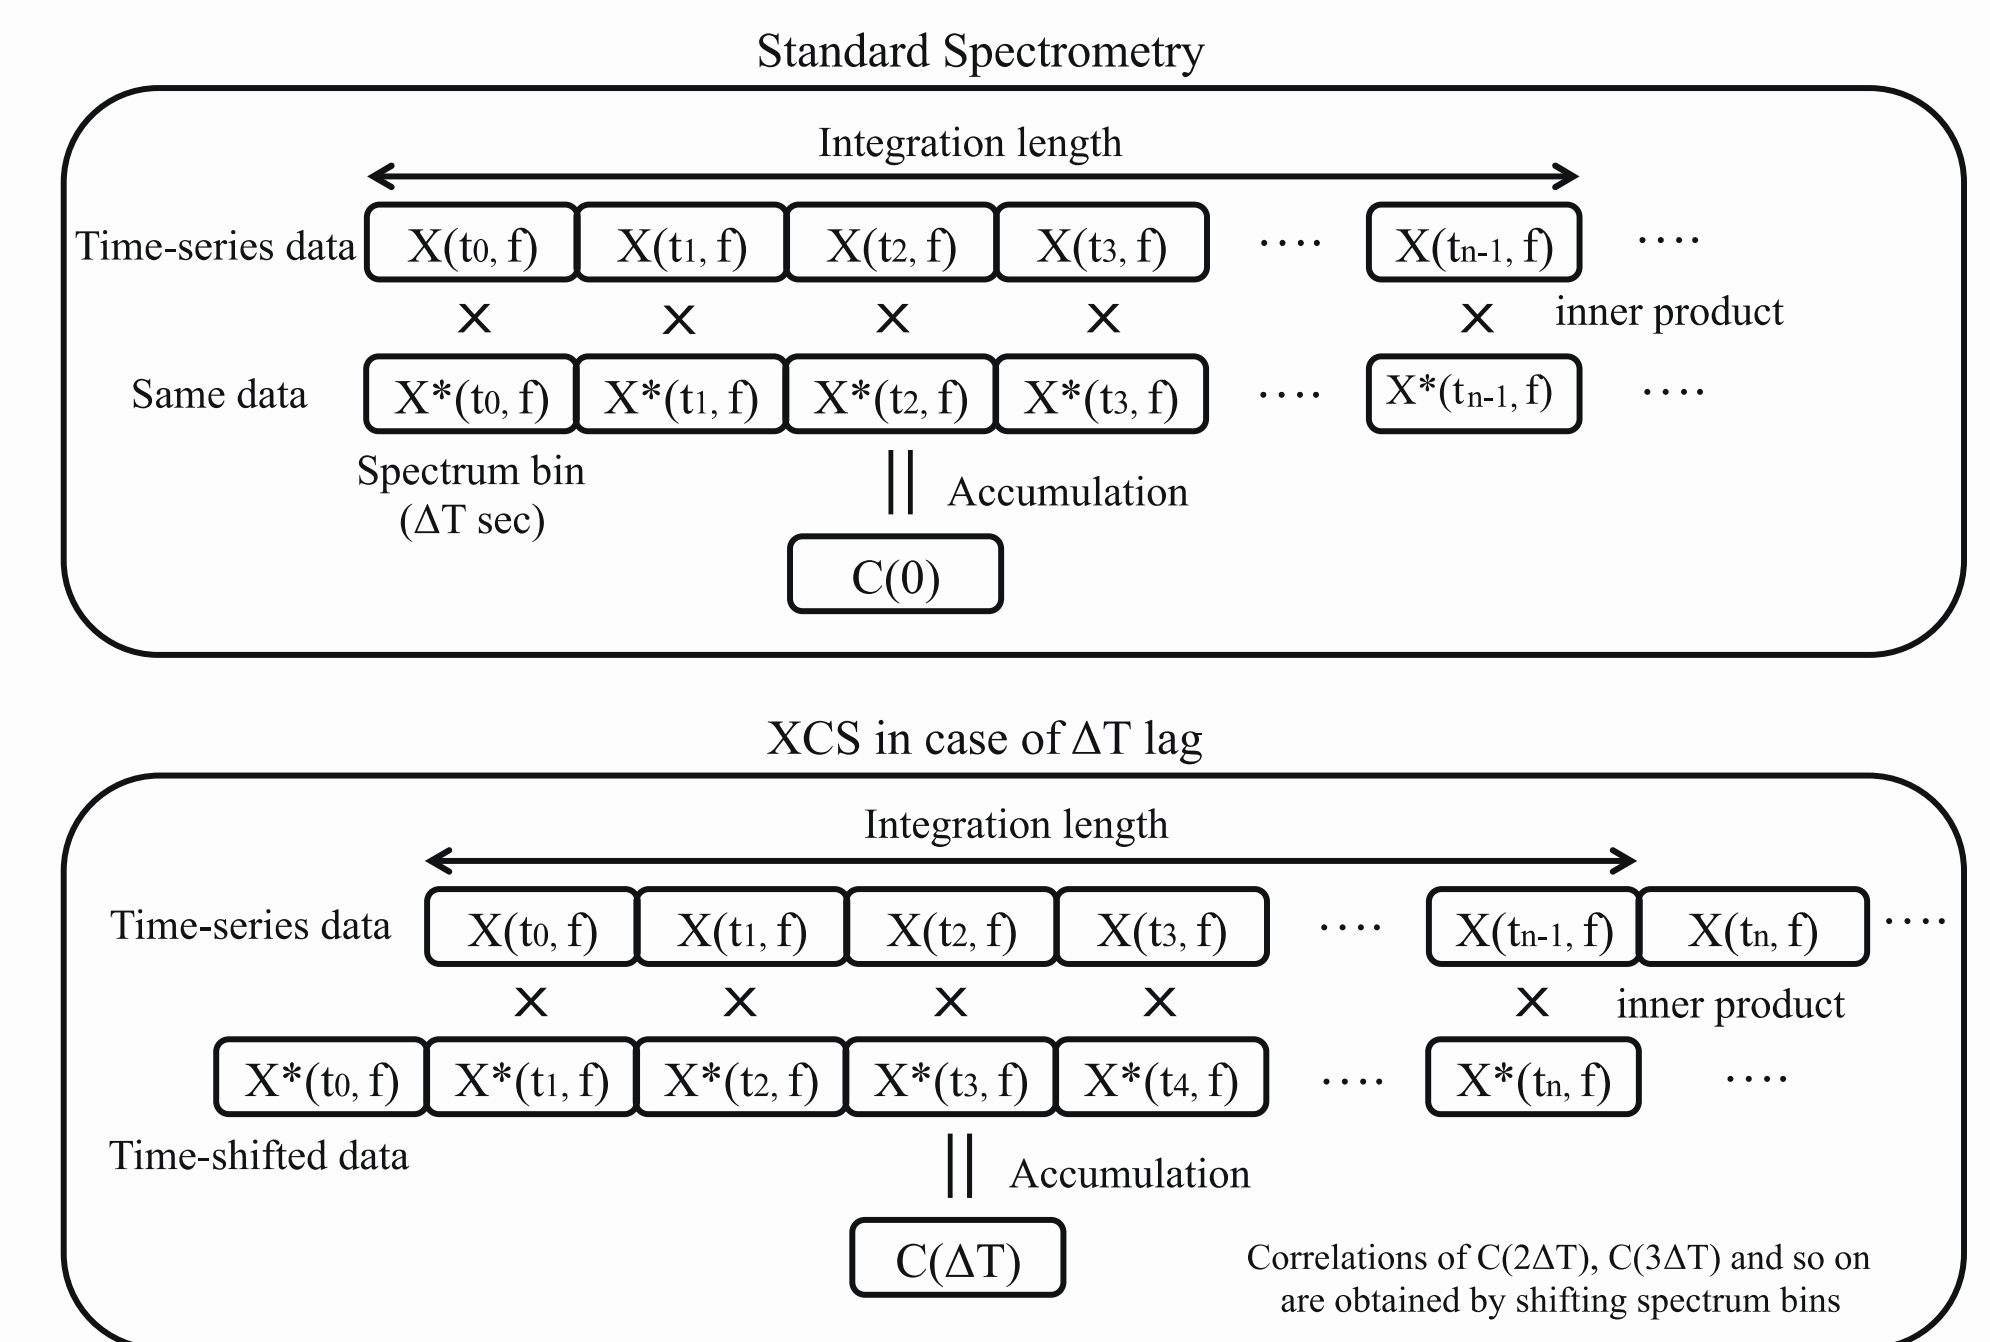 Standard Spectrometry
Integration length
Time-series data X(t0, f) X(t1, f) X(t2, f) X(t3, f) ···· X(tn-1, f) ····
× × × × × inner product
Same data X*(t0, f) X*(t1, f) X*(t2, f) X*(t3, f) ···· X*(tn-1, f) ····
Spectrum bin
(ΔT sec)
Accumulation
C(0)
XCS in case of ΔT lag
Integration length
Time-series data X(t0, f) X(t1, f) X(t2, f) X(t3, f) ···· X(tn-1, f) X(tn, f) ····
× × × × × inner product
X*(t0, f) X*(t1, f) X*(t2, f) X*(t3, f) X*(t4, f) ···· X*(tn, f) ····
Time-shifted data
Accumulation
C(ΔT)
Correlations of C(2ΔT), C(3ΔT) and so on
are obtained by shifting spectrum bins